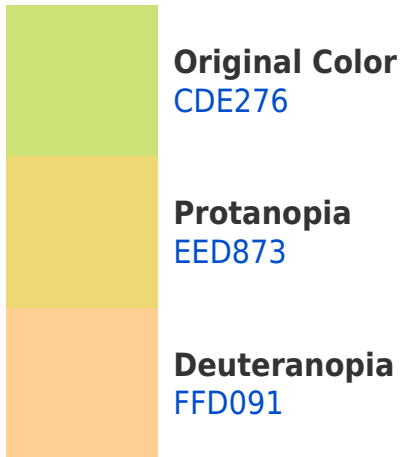 Original Color
CDE276
Protanopia
EED873
Deuteranopia
FFD091